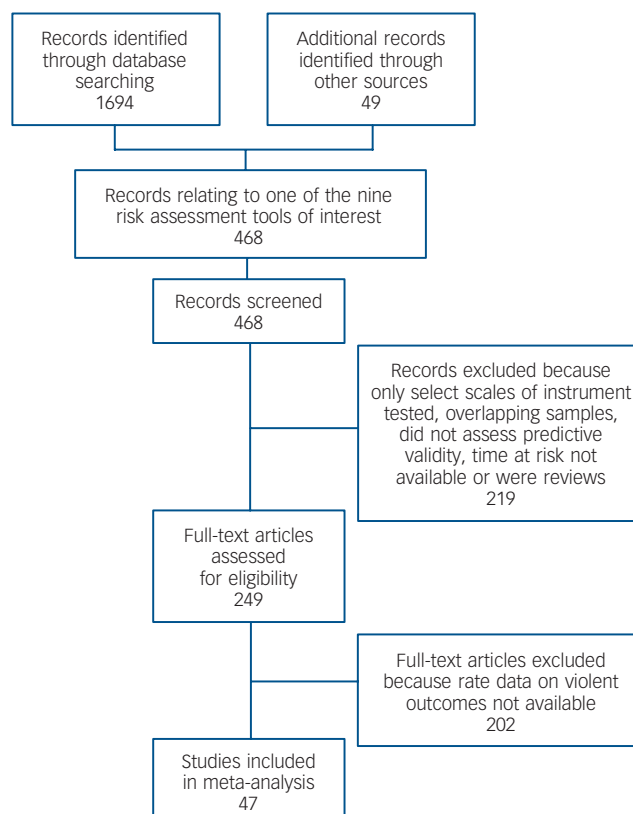 Records identified
through database
searching
1694
Additional records
identified through
other sources
49
Records relating to one of the nine
risk assessment tools of interest
468
Records screened
468
Records excluded because
only select scales of instrument
tested, overlapping samples,
did not assess predictive
validity, time at risk not
available or were reviews
219
Full-text articles
assessed
for eligibility
249
Full-text articles excluded
because rate data on violent
outcomes not available
202
Studies included
in meta-analysis
47